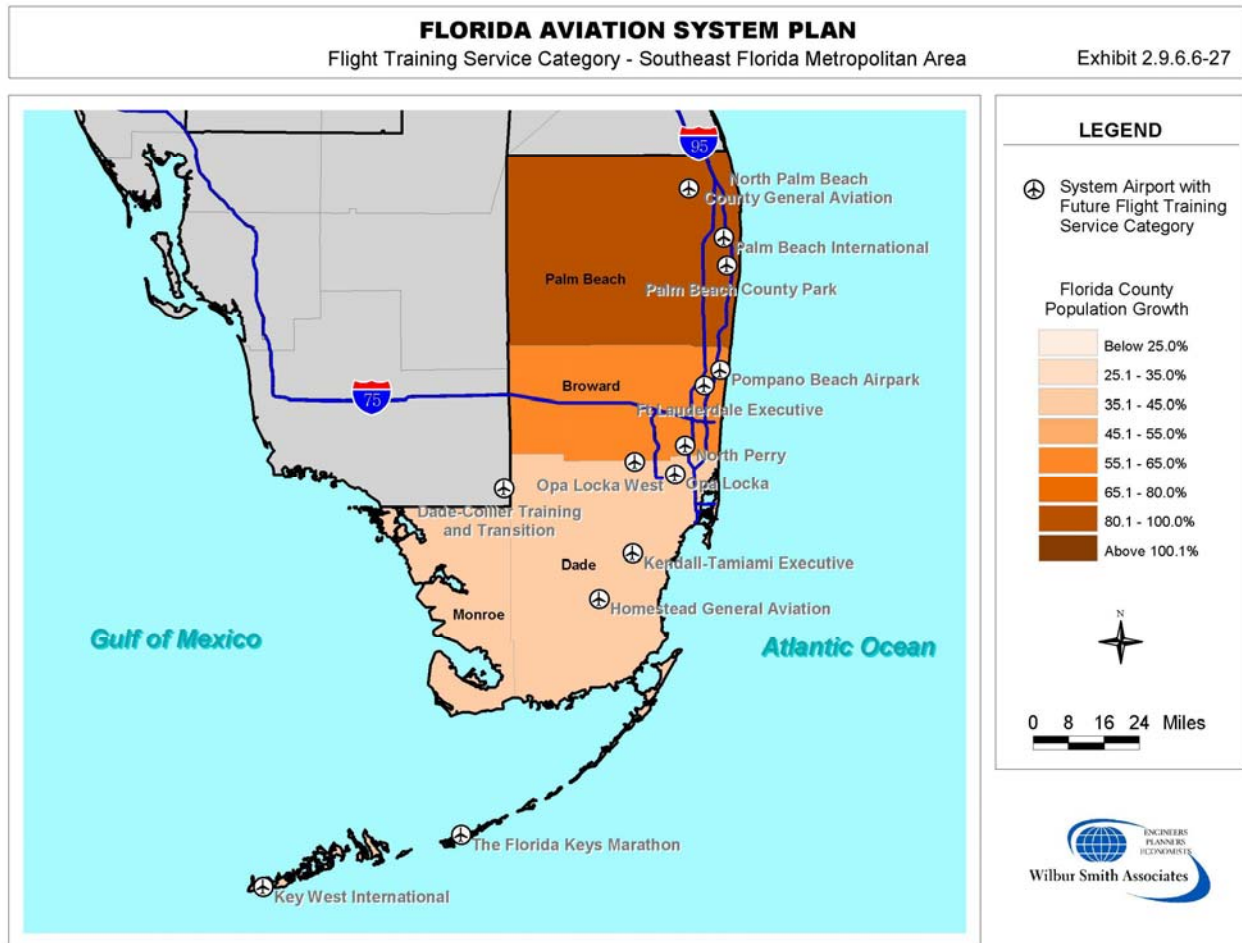 FLORIDA AVIATION SYSTEM PLAN
Flight Training Service Category - Southeast Florida Metropolitan Area
Exhibit 2.9.6.6-27
95
North Palm Beach
County General Aviation
Palm Beach International
Palm Beach
Palm Beach County Park
Pompano Beach Airpark
Broward
75
Ft Lauderdale Executive
North Perry
Opa Locka West
Opa Locka
Dade-Collier Training
and Transition
Dade
Kendall-Tamiami Executive
Homestead General Aviation
Monroe
Gulf of Mexico
Atlantic Ocean
The Florida Keys Marathon
Key West International
LEGEND
System Airport with
Future Flight Training
Service Category
Florida County
Population Growth
Below 25.0%
25.1 - 35.0%
35.1 - 45.0%
45.1 - 55.0%
55.1 - 65.0%
65.1 - 80.0%
80.1 - 100.0%
Above 100.1%
N
0 8 16 24 Miles
ENGINEERS
PLANNERS
ECONOMISTS
Wilbur Smith Associates